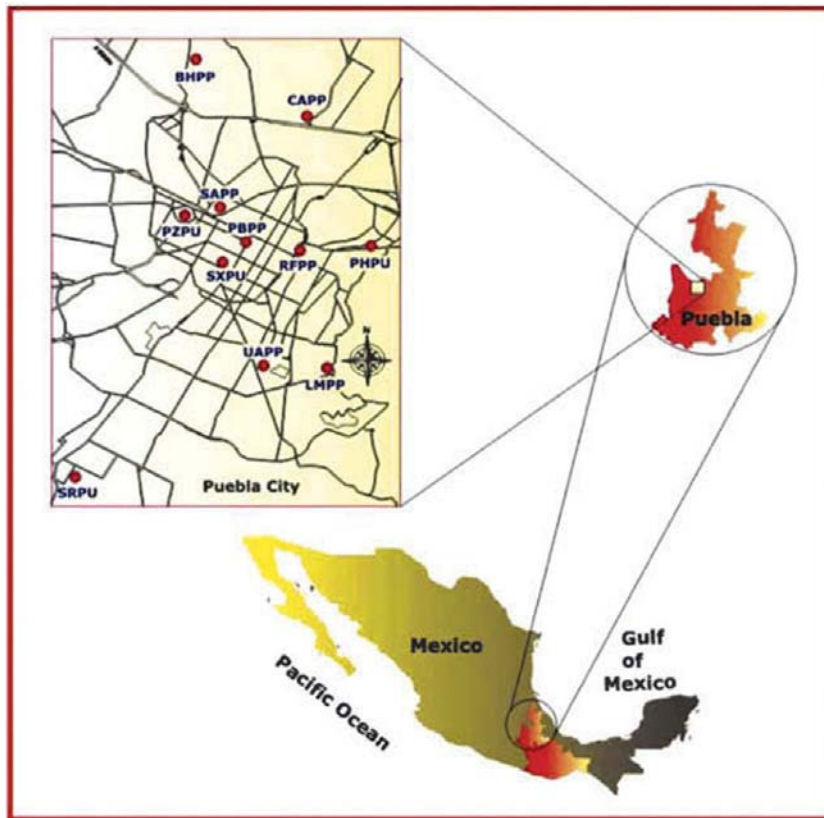 BHPP
CAPP
SAPP
PZPU
PBPP
SXPU
RFPP
PHPU
UAPP
N
LMPP
SRPU
Puebla City
Puebla
Mexico
Gulf
of
Mexico
Pacific Ocean